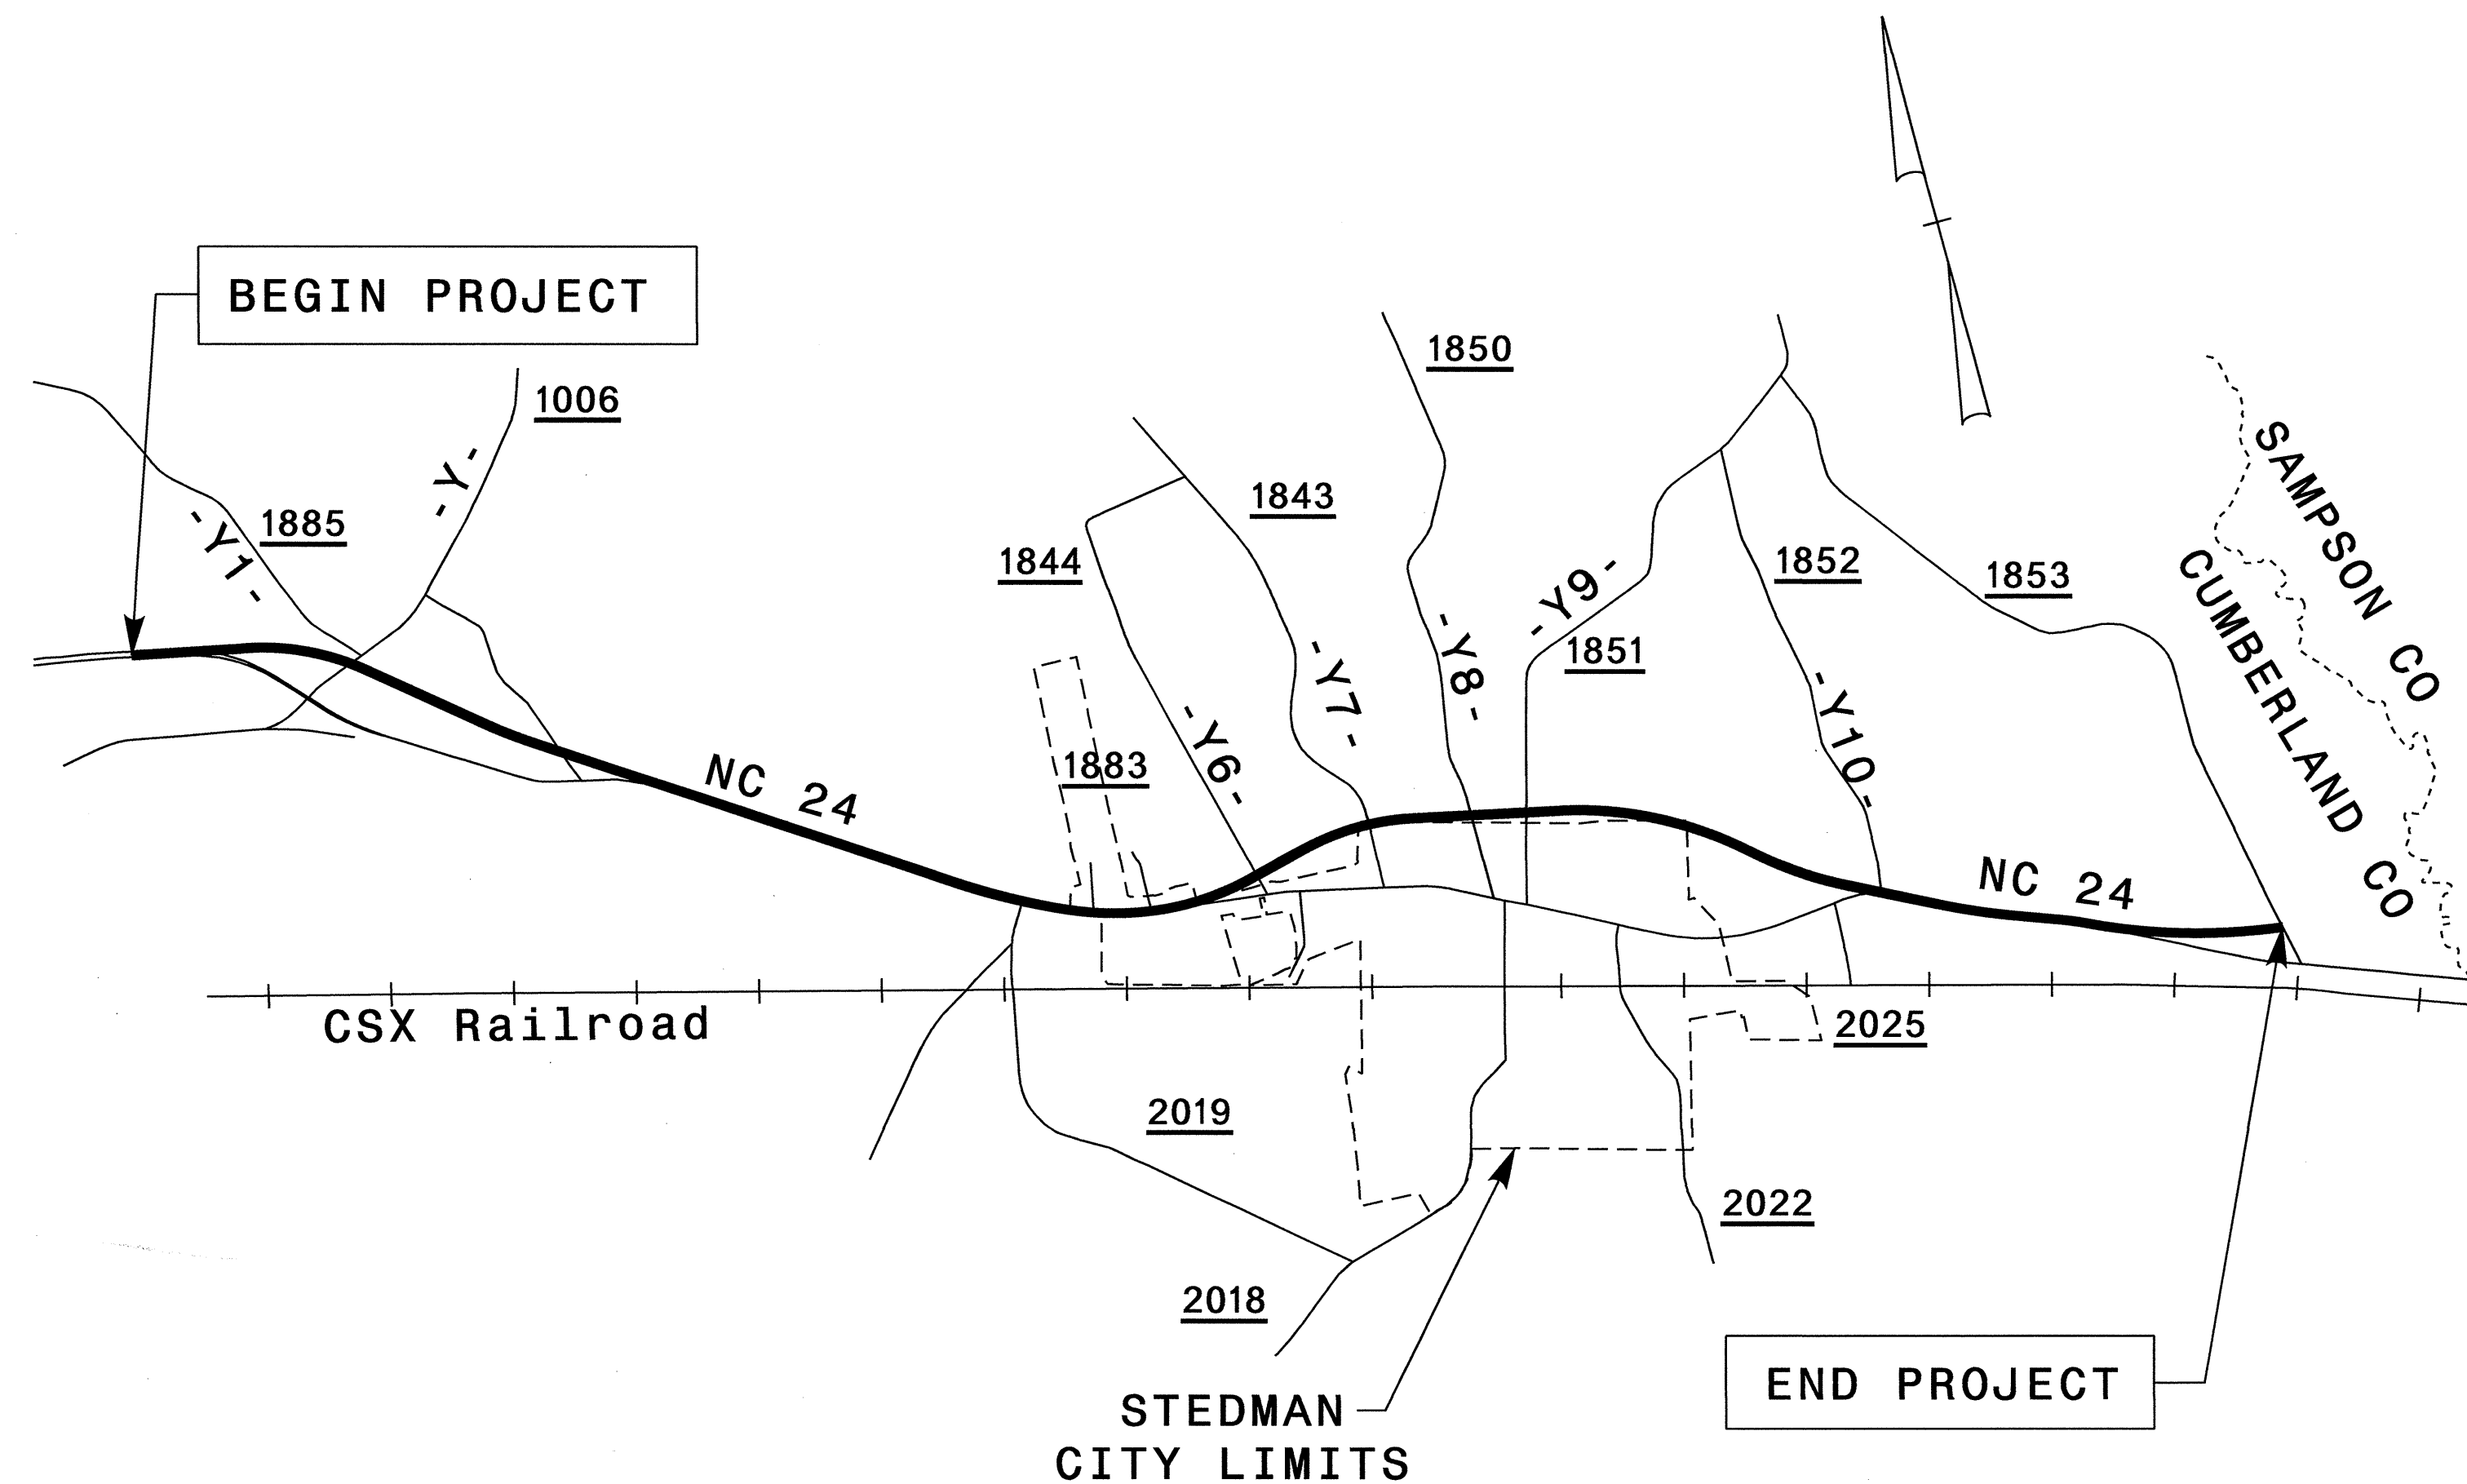 BEGIN PROJECT
1850
1006
-Y-
1885
-Y1-
1843
1844
1852
1853
-Y9-
1851
SAMPSON CO
CUMBERLAND CO
-Y8-
-Y7-
-Y6-
-Y10-
1883
NC 24
NC 24
CSX Railroad
2025
2019
2022
2018
END PROJECT
STEDMAN
CITY LIMITS